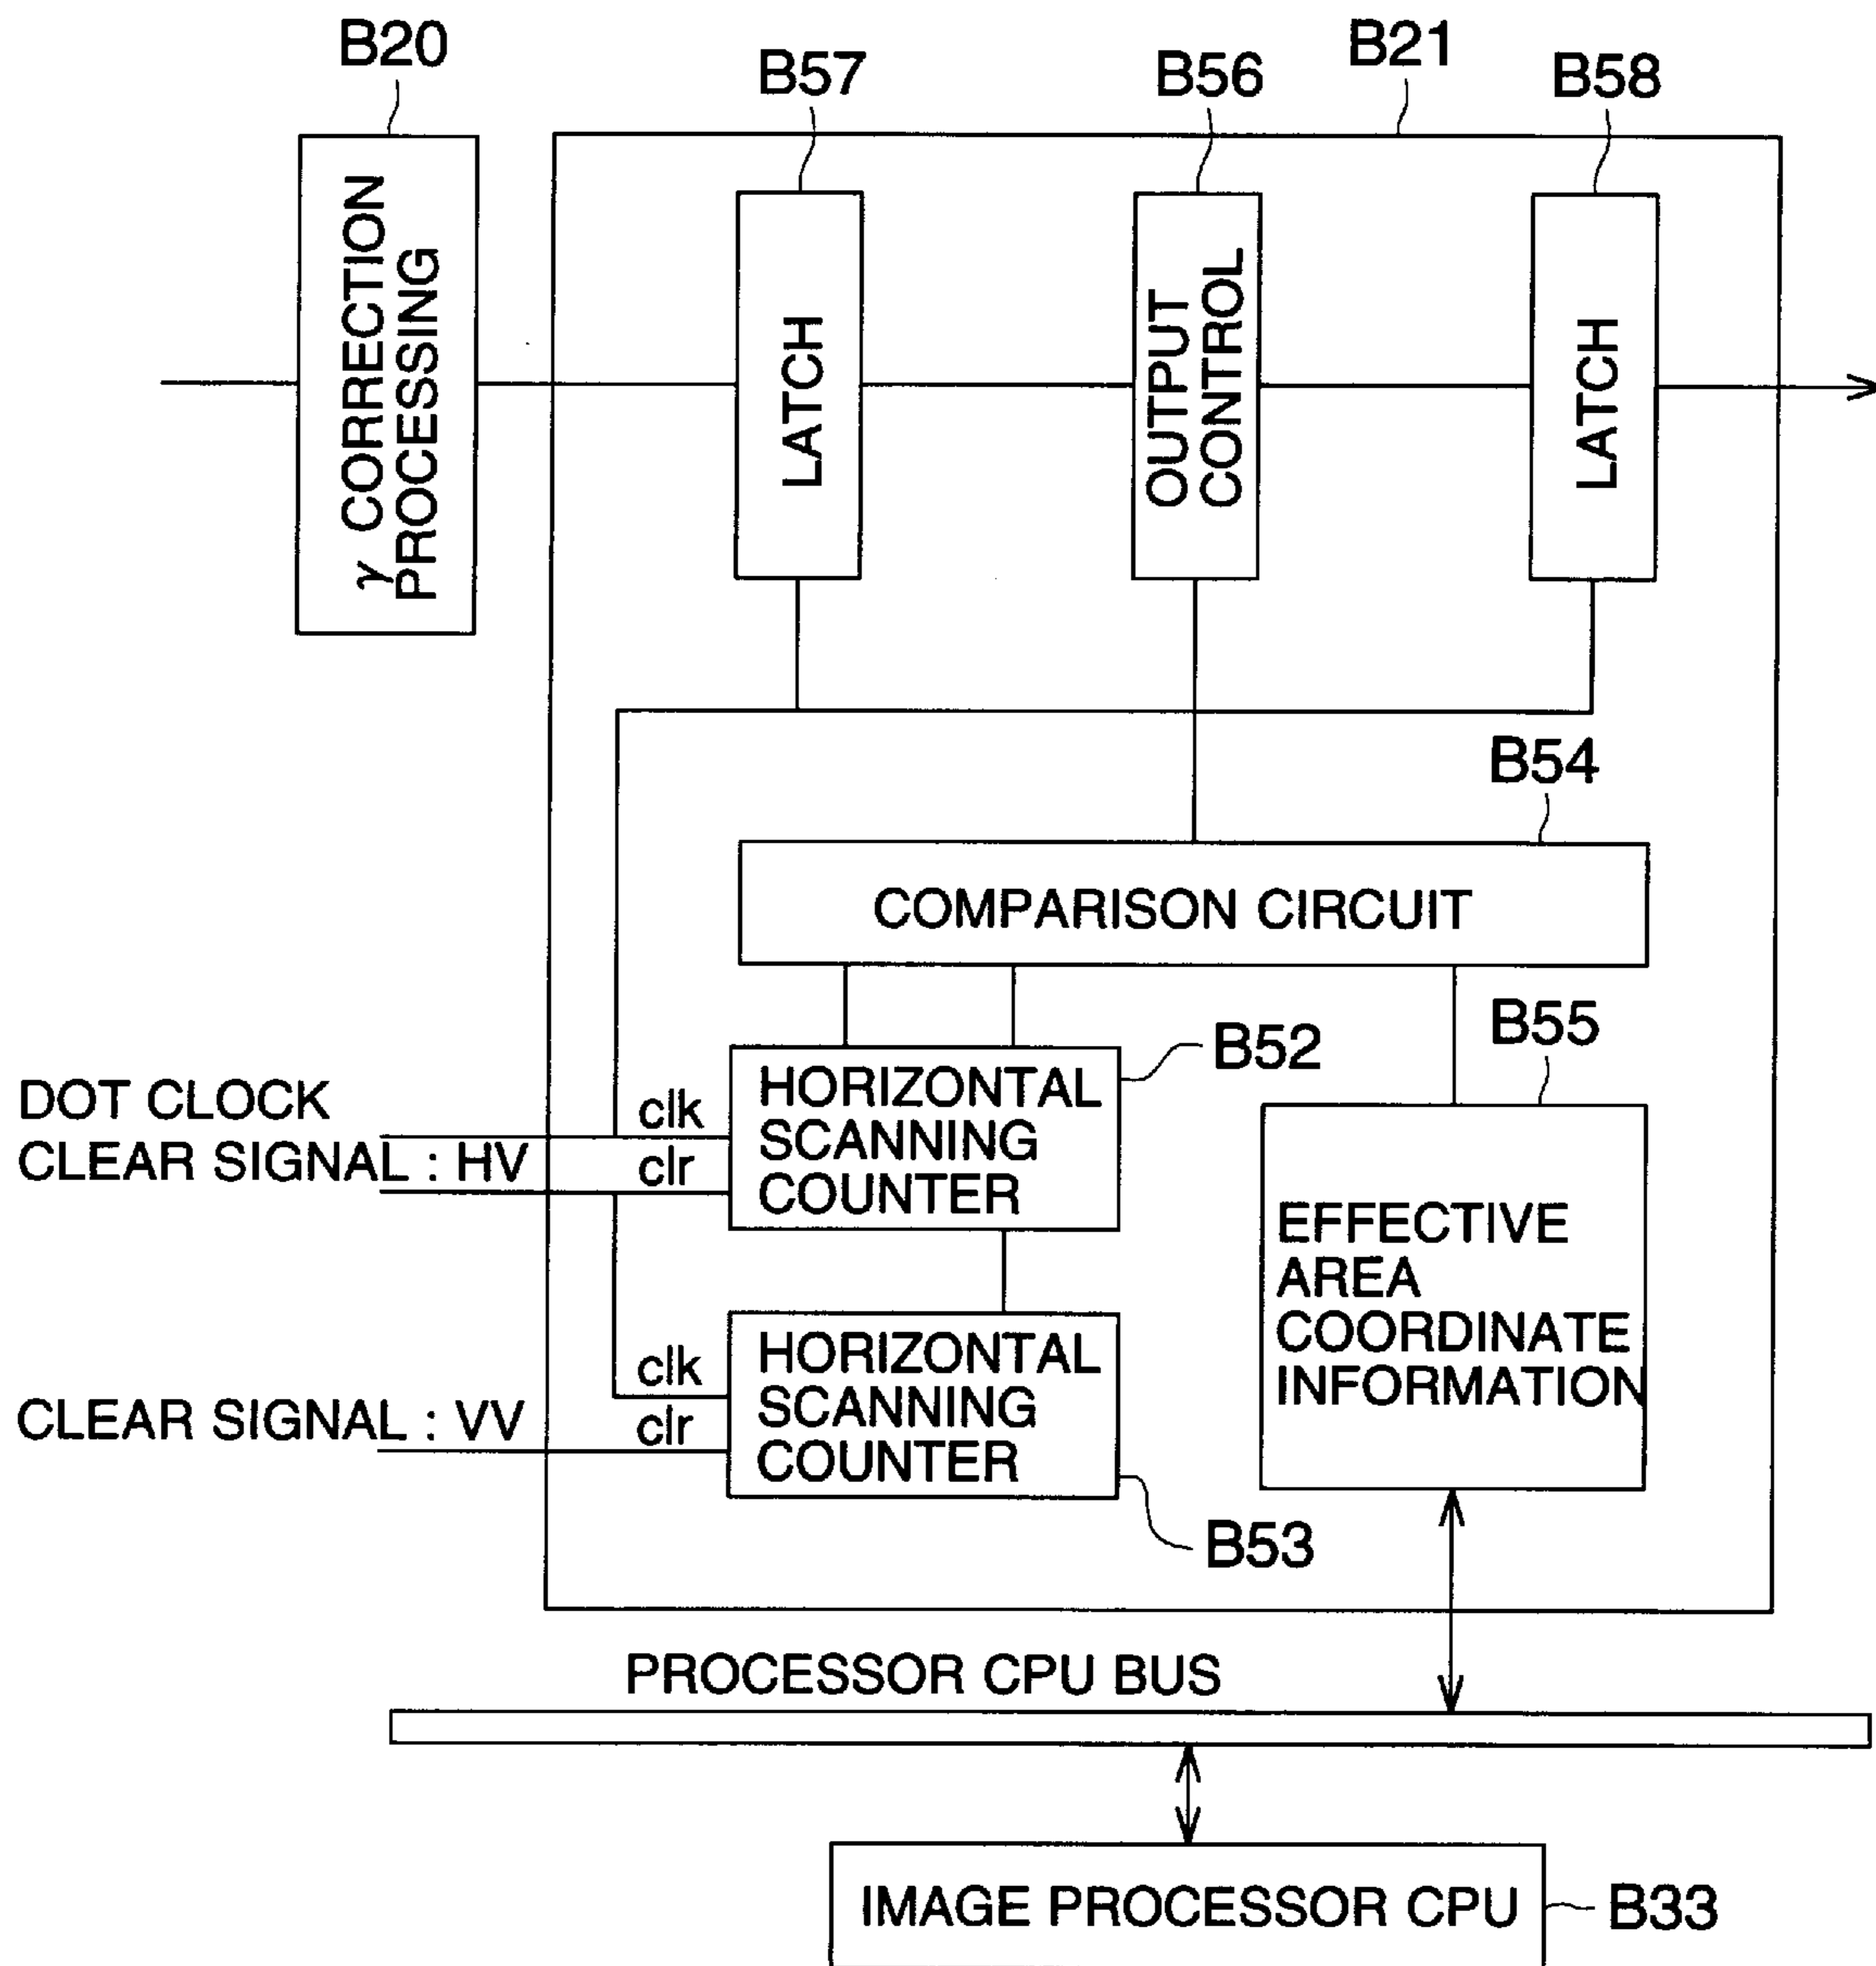 B20
B57
B56
B21
B58
γ CORRECTION
PROCESSING
LATCH
OUTPUT
CONTROL
LATCH
B54
COMPARISON CIRCUIT
B52
B55
DOT CLOCK
clk
HORIZONTAL
SCANNING
COUNTER
CLEAR SIGNAL : HV
clr
EFFECTIVE
AREA
COORDINATE
INFORMATION
clk
HORIZONTAL
SCANNING
COUNTER
CLEAR SIGNAL : VV
clr
B53
PROCESSOR CPU BUS
IMAGE PROCESSOR CPU
B33